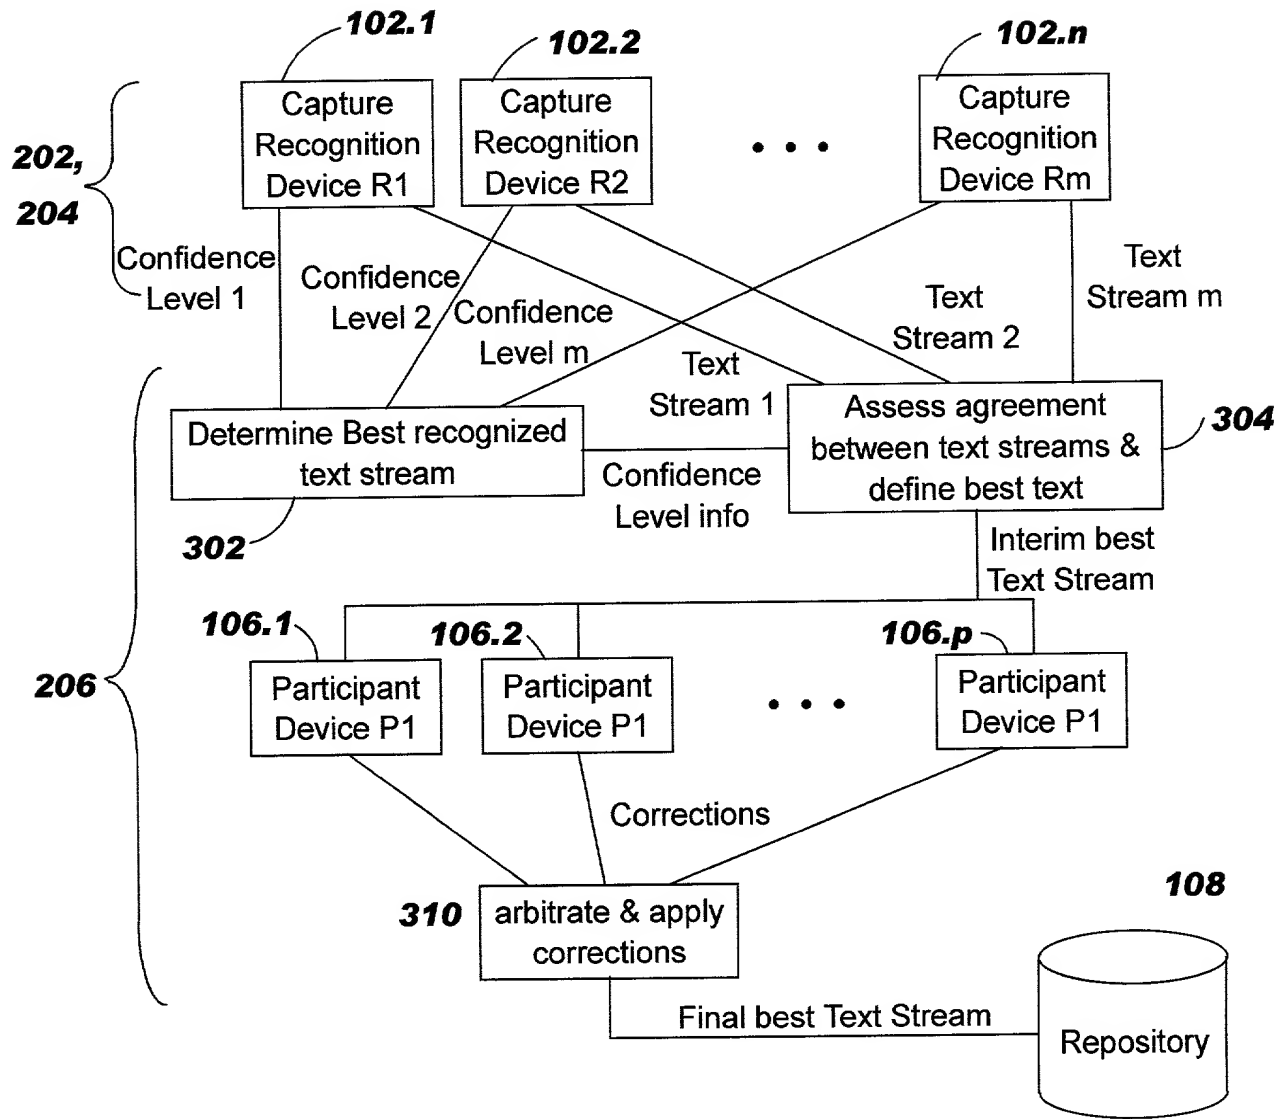 102.1
102.2
102.n
Capture
Recognition
Device R1
Capture
Recognition
Device R2
Capture
Recognition
Device Rm
202,
204
Confidence
Level 1
Confidence
Level 2
Confidence
Level m
Text
Stream 1
Text
Stream 2
Text
Stream m
Determine Best recognized
text stream
302
Confidence
Level info
Assess agreement
between text streams &
define best text
304
Interim best
Text Stream
206
106.1
106.2
106.p
Participant
Device P1
Participant
Device P1
Participant
Device P1
Corrections
310
arbitrate & apply
corrections
Final best Text Stream
108
Repository